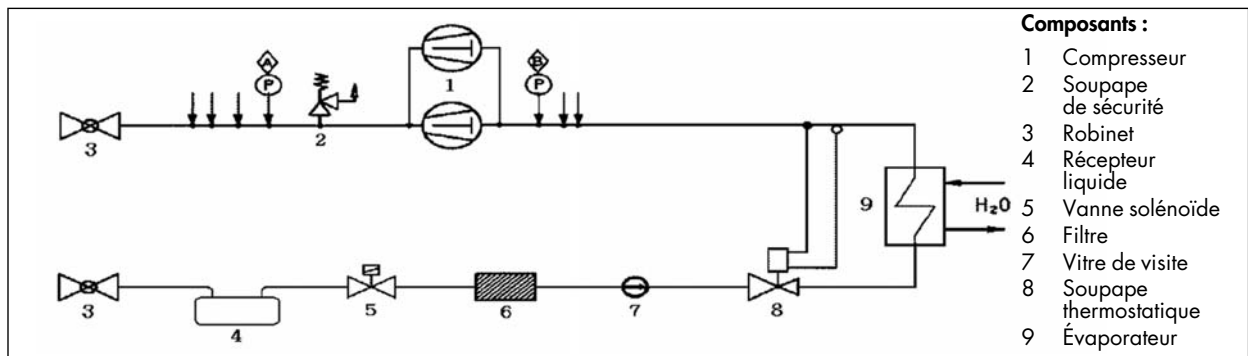 Composants :
1 Compresseur
2 Soupape
de sécurité
3 Robinet
4 Récepteur
liquide
5 Vanne solénoïde
6 Filtre
7 Vitre de visite
8 Soupape
thermostatique
9 Évaporateur
A
P
B
P
1
3
2
9
H₂O
3
4
5
6
7
8